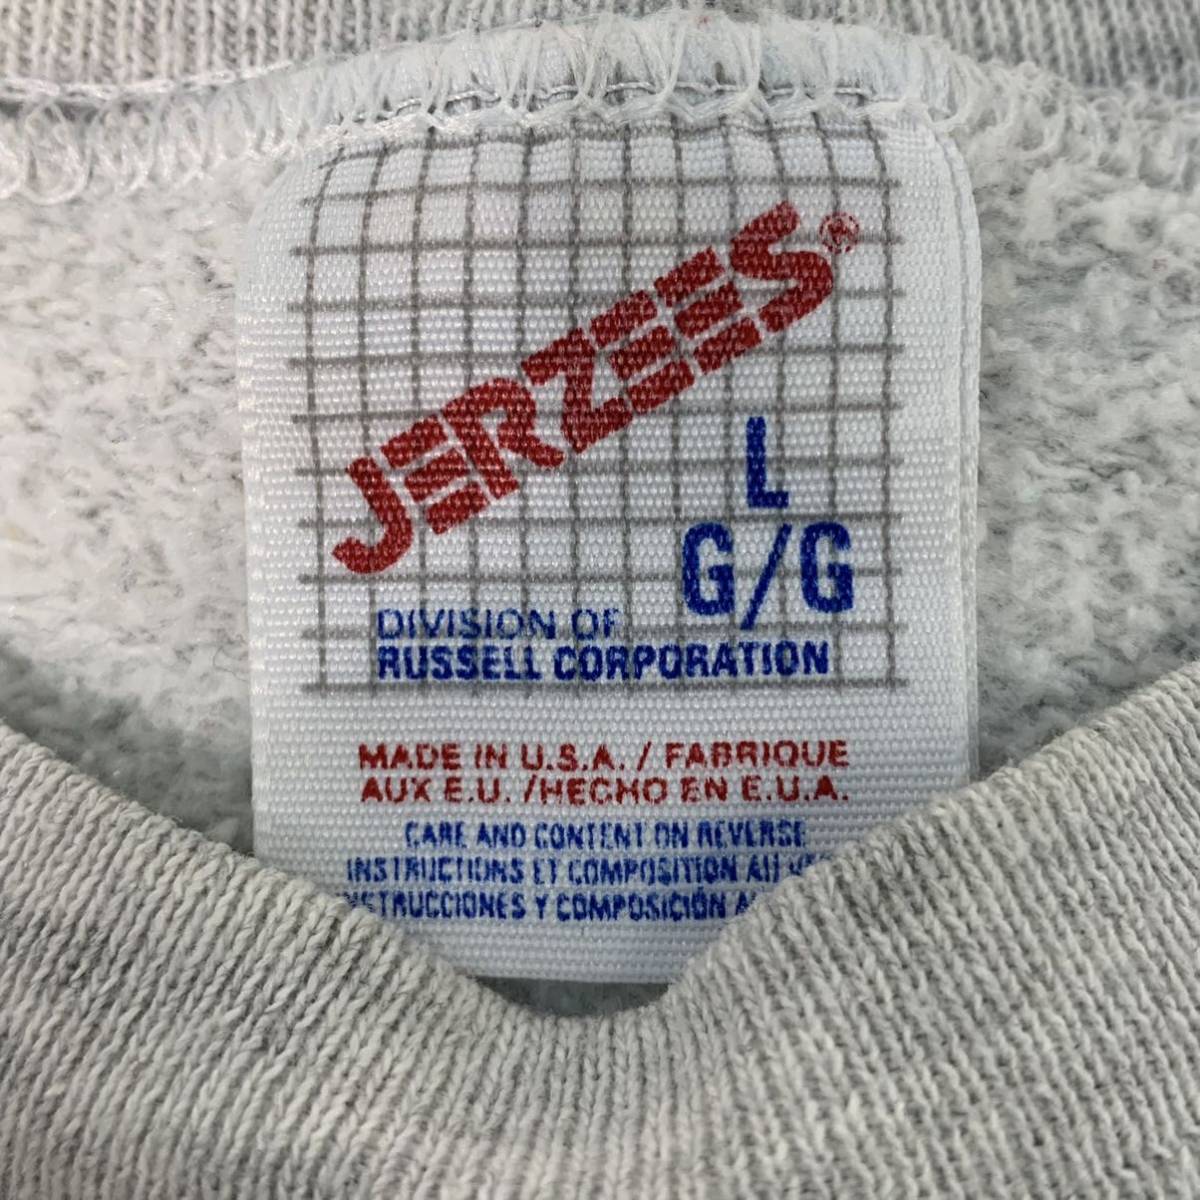 JERZEES®
L
G/G
DIVISION OF
RUSSELL CORPORATION
MADE IN U.S.A. / FABRIQUE
AUX E.U. /HECHO EN E.U.A.
CARE AND CONTENT ON REVERSE
INSTRUCTIONS ET COMPOSITION AU
Y COMPOSICIÓN